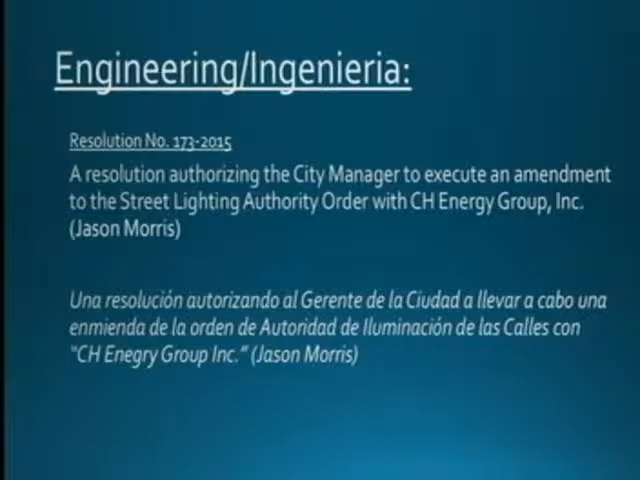 Engineering/Ingenieria:
Resolution No. 173-2015
A resolution authorizing the City Manager to execute an amendment
to the Street Lighting Authority Order with CH Energy Group, Inc.
(Jason Morris)
Una resolución autorizando al Gerente de la Ciudad a llevar a cabo una
enmienda de la orden de Autoridad de Iluminación de las Calles con
"CH Enegry Group Inc.” (Jason Morris)